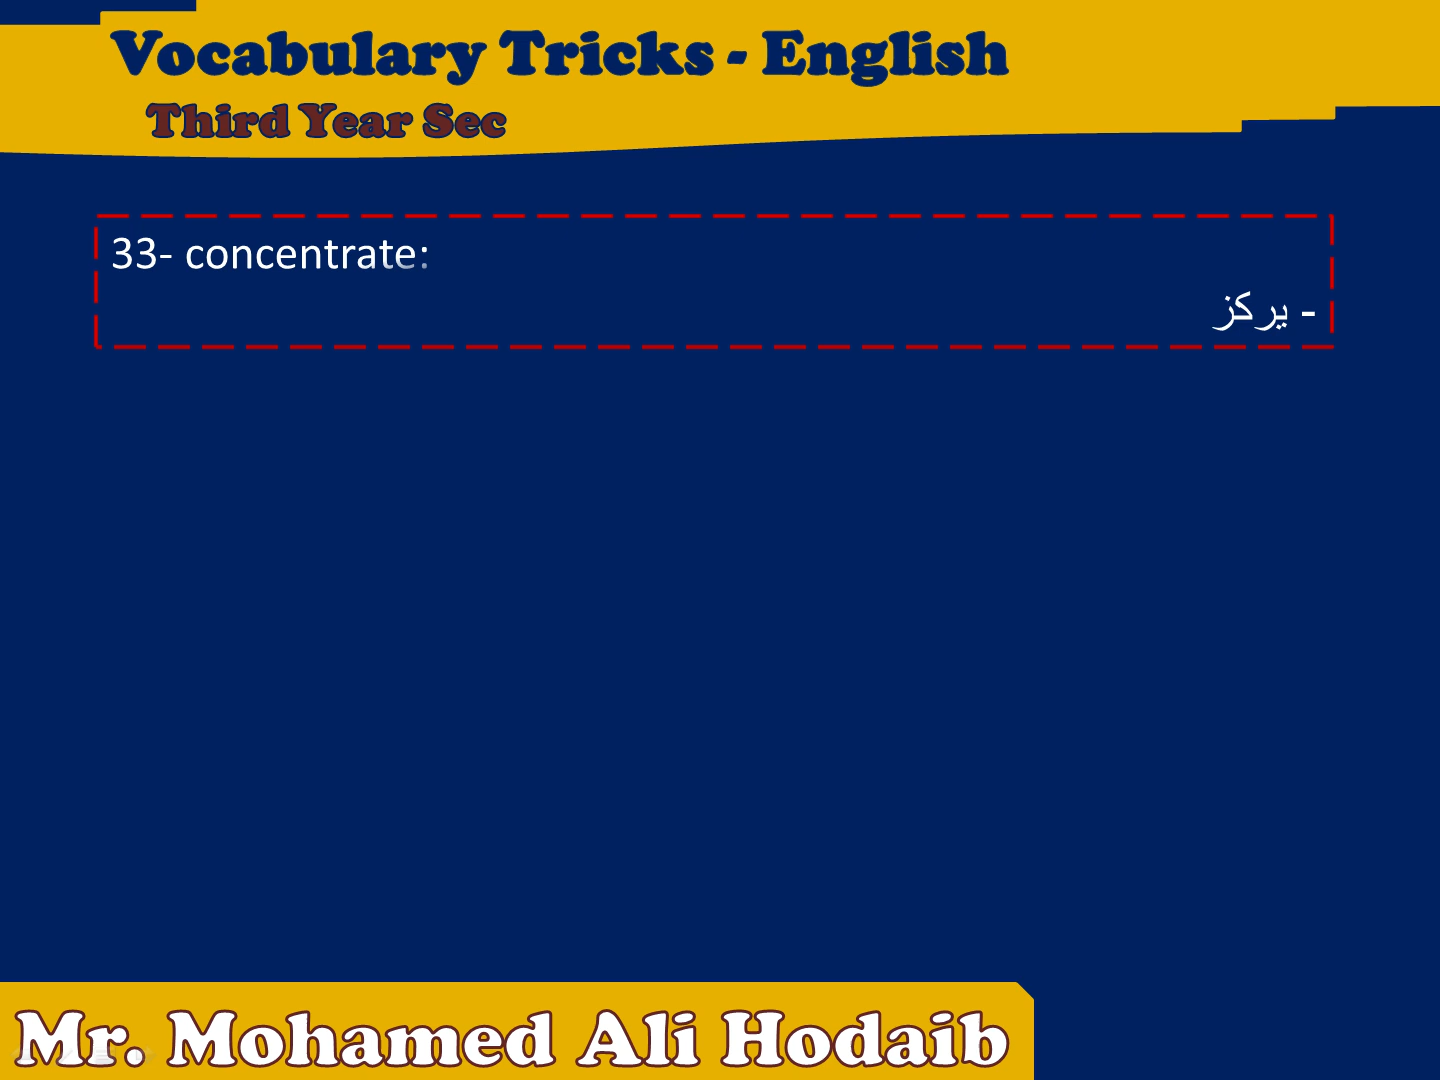 Vocabulary Tricks - English
Third Year Sec
33- concentrate:
- يركز
Mr. Mohamed Ali Hodaib